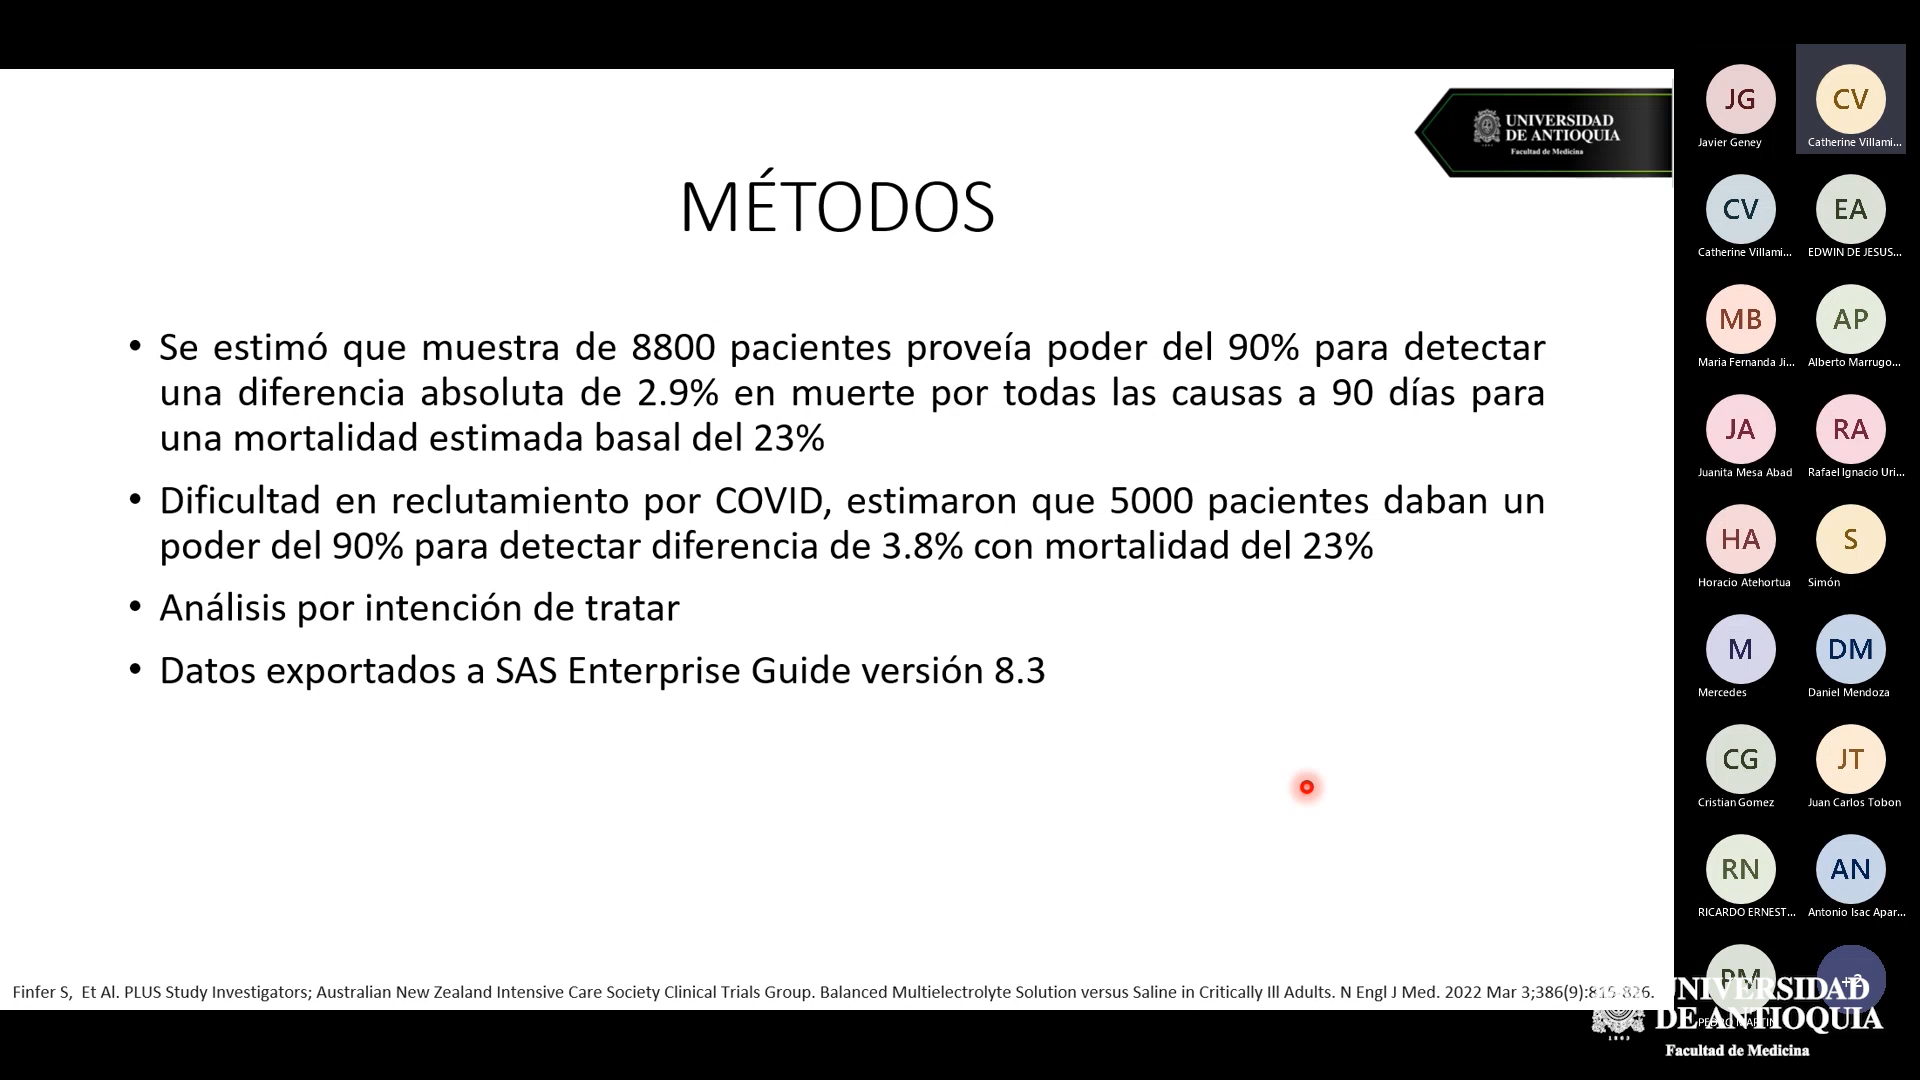 UNIVERSIDAD
DE ANTIOQUIA
Facultad de Medicina
MÉTODOS
• Se estimó que muestra de 8800 pacientes proveía poder del 90% para detectar
una diferencia absoluta de 2.9% en muerte por todas las causas a 90 días para
una mortalidad estimada basal del 23%
• Dificultad en reclutamiento por COVID, estimaron que 5000 pacientes daban un
poder del 90% para detectar diferencia de 3.8% con mortalidad del 23%
• Análisis por intención de tratar
• Datos exportados a SAS Enterprise Guide versión 8.3
Finfer S, Et Al. PLUS Study Investigators; Australian New Zealand Intensive Care Society Clinical Trials Group. Balanced Multielectrolyte Solution versus Saline in Critically Ill Adults. N Engl J Med. 2022 Mar 3;386(9):815-826.
JG
Javier Geney
CV
Catherine Villami...
CV
Catherine Villami...
EA
EDWIN DE JESUS...
MB
Maria Fernanda Ji...
AP
Alberto Marrugo...
JA
Juanita Mesa Abad
RA
Rafael Ignacio Uri...
HA
Horacio Atehortua
S
Simón
M
Mercedes
DM
Daniel Mendoza
CG
Cristian Gomez
JT
Juan Carlos Tobon
RN
RICARDO ERNEST...
AN
Antonio Isac Apar...
PM
+2
PEDRO MARTIN
UNIVERSIDAD
DE ANTIOQUIA
1803
Facultad de Medicina